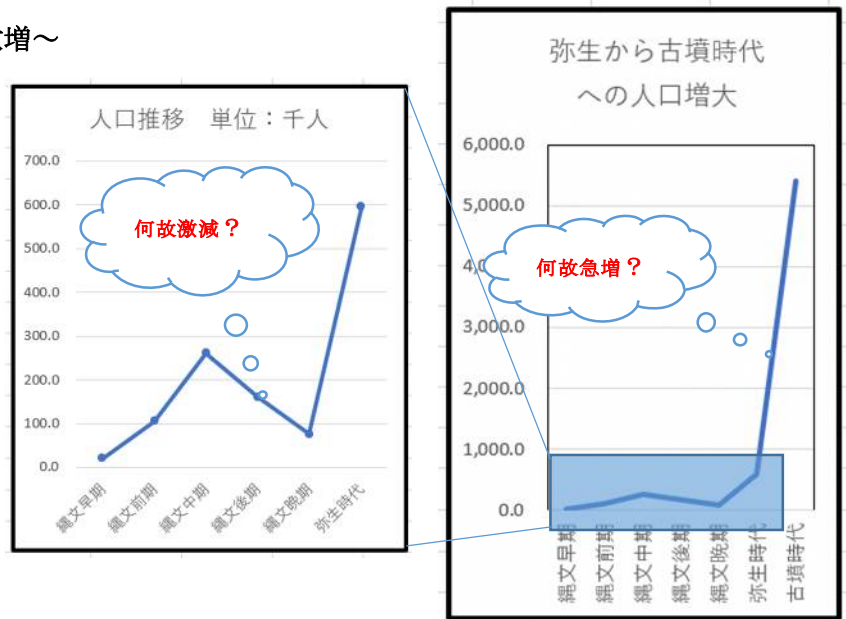 増～
人口推移　単位：千人
700.0
600.0
500.0
400.0
300.0
200.0
100.0
0.0
何故激減？
縄文早期
縄文前期
縄文中期
縄文後期
縄文晩期
弥生時代
弥生から古墳時代
への人口増大
6,000.0
5,000.0
3,000.0
2,000.0
1,000.0
0.0
何故急増？
縄文早期
縄文前期
縄文中期
縄文後期
縄文晩期
弥生時代
古墳時代